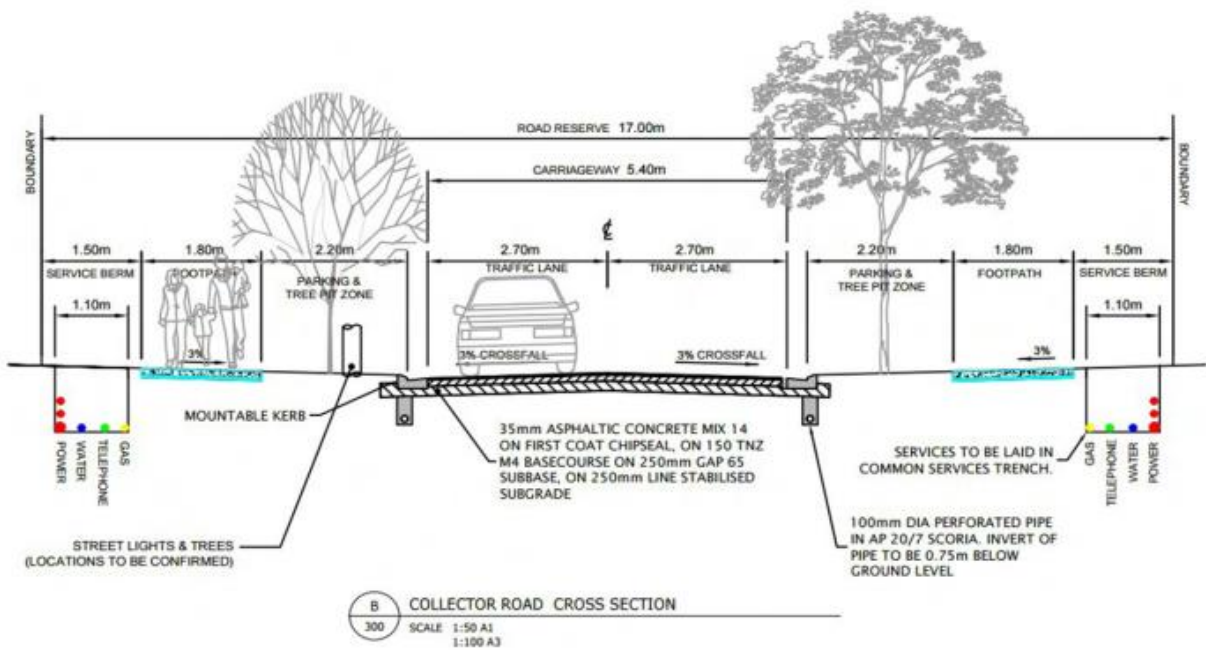 ROAD RESERVE 17.00m
BOUNDARY
BOUNDARY
CARRIAGEWAY 5.40m
℄
1.50m
1.80m
2.20m
2.70m
2.70m
2.20m
1.80m
1.50m
SERVICE BERM
FOOTPATH
PARKING &
TREE PIT ZONE
TRAFFIC LANE
TRAFFIC LANE
PARKING &
TREE PIT ZONE
FOOTPATH
SERVICE BERM
1.10m
1.10m
3%
3% CROSSFALL
3% CROSSFALL
3%
MOUNTABLE KERB
POWER
WATER
TELEPHONE
GAS
35mm ASPHALTIC CONCRETE MIX 14
ON FIRST COAT CHIPSEAL, ON 150 TNZ
M4 BASECOURSE ON 250mm GAP 65
SUBBASE, ON 250mm LINE STABILISED
SUBGRADE
SERVICES TO BE LAID IN
COMMON SERVICES TRENCH.
GAS
TELEPHONE
WATER
POWER
STREET LIGHTS & TREES
(LOCATIONS TO BE CONFIRMED)
100mm DIA PERFORATED PIPE
IN AP 20/7 SCORIA. INVERT OF
PIPE TO BE 0.75m BELOW
GROUND LEVEL
B
300
COLLECTOR ROAD CROSS SECTION
SCALE 1:50 A1
1:100 A3